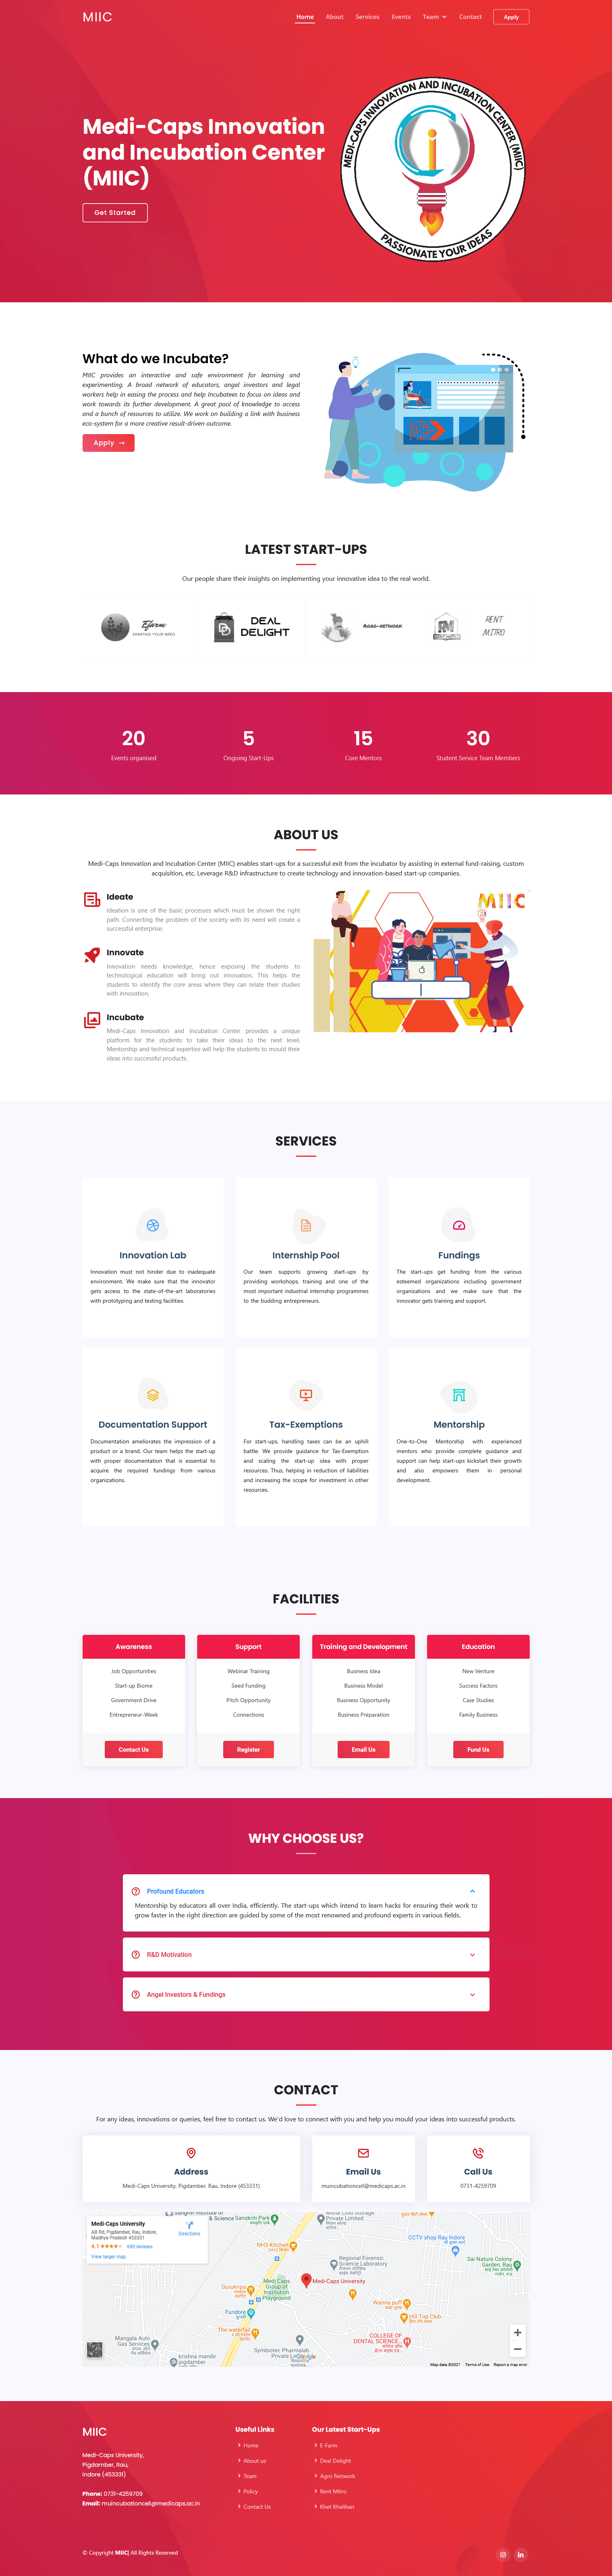 MIIC
Home About Services Events Team Contact Apply
Medi-Caps Innovation
and Incubation Center
(MIIC)
Get Started
MEDI-CAPS INNOVATION AND INCUBATION CENTER (MIIC)
PASSIONATE YOUR IDEAS
What do we Incubate?
MIIC provides an interactive and safe environment for learning and
experimenting. A broad network of educators, angel investors and legal
workers help in easing the process and help Incubatees to focus on ideas and
work towards its further development. A great pool of knowledge to access
and a bunch of resources to utilize. We work on building a link with business
eco-system for a more creative result-driven outcome.
Apply →
LATEST START-UPS
Our people share their insights on implementing your innovative idea to the real world.
Efarm
SHAPING YOUR NEED
DEAL
DELIGHT
AGRO-NETWORK
RM
RENT
MITRO
20
Events organised
5
Ongoing Start-Ups
15
Core Mentors
30
Student Service Team Members
ABOUT US
Medi-Caps Innovation and Incubation Center (MIIC) enables start-ups for a successful exit from the incubator by assisting in external fund-raising, custom
acquisition, etc. Leverage R&D infrastructure to create technology and innovation-based start-up companies.
Ideate
Ideation is one of the basic processes which must be shown the right
path. Connecting the problem of the society with its need will create a
successful enterprise.
Innovate
Innovation needs knowledge, hence exposing the students to
technological education will bring out innovation. This helps the
students to identify the core areas where they can relate their studies
with innovation.
Incubate
Medi-Caps Innovation and Incubation Center provides a unique
platform for the students to take their ideas to the next level.
Mentorship and technical expertise will help the students to mould their
ideas into successful products.
MIIC
SERVICES
Innovation Lab
Innovation must not hinder due to inadequate
environment. We make sure that the innovator
gets access to the state-of-the-art laboratories
with prototyping and testing facilities.
Internship Pool
Our team supports growing start-ups by
providing workshops, training and one of the
most important industrial internship programmes
to the budding entrepreneurs.
Fundings
The start-ups get funding from the various
esteemed organizations including government
organizations and we make sure that the
innovator gets training and support.
Documentation Support
Documentation ameliorates the impression of a
product or a brand. Our team helps the start-up
with proper documentation that is essential to
acquire the required fundings from various
organizations.
Tax-Exemptions
For start-ups, handling taxes can be an uphill
battle. We provide guidance for Tax-Exemption
and scaling the start-up idea with proper
resources. Thus, helping in reduction of liabilities
and increasing the scope for investment in other
resources.
Mentorship
One-to-One Mentorship with experienced
mentors who provide complete guidance and
support can help start-ups kickstart their growth
and also empowers them in personal
development.
FACILITIES
Awareness
Job Opportunities
Start-up Biome
Government Drive
Entrepreneur-Week
Contact Us
Support
Webinar Training
Seed Funding
Pitch Opportunity
Connections
Register
Training and Development
Business Idea
Business Model
Business Opportunity
Business Preparation
Email Us
Education
New Venture
Success Factors
Case Studies
Family Business
Fund Us
WHY CHOOSE US?
Profound Educators
Mentorship by educators all over India, efficiently. The start-ups which intend to learn hacks for ensuring their work to
grow faster in the right direction are guided by some of the most renowned and profound experts in various fields.
R&D Motivation
Angel Investors & Fundings
CONTACT
For any ideas, innovations or queries, feel free to contact us. We'd love to connect with you and help you mould your ideas into successful products.
Address
Medi-Caps University, Pigdamber, Rau, Indore (453331)
Email Us
muincubationcell@medicaps.ac.in
Call Us
0731-4259709
Medi-Caps University
AB Rd, Pigdamber, Rau, Indore,
Madhya Pradesh 453331
4.1 ★★★★ 690 reviews
View larger map
Directions
& Science
Sanskriti Park
Private Limited
NFO Kitchen
CCTV shop Rau Indore
Regional Forensic
Science Laboratory
Sai Nature Colony
Garden, Rau
Medi Caps
Group of
Institution
Playground
Medi-Caps University
Gurukripa
Wanna puff
Fundore
Hill Top Club
The waterfall
Mangale Auto
Gas Services
COLLEGE OF
DENTAL SCIENCE...
Symbiotec Pharmalab
Private Limited
krishna mandir
pigdamber
Google
Map data ©2021 Terms of Use Report a map error
MIIC
Medi-Caps University,
Pigdamber, Rau,
Indore (453331)
Phone: 0731-4259709
Email: muincubationcell@medicaps.ac.in
Useful Links
Home
About us
Team
Policy
Contact Us
Our Latest Start-Ups
E-Farm
Deal Delight
Agro Network
Rent Mitro
Khet Khalihan
© Copyright MIIC| All Rights Reserved